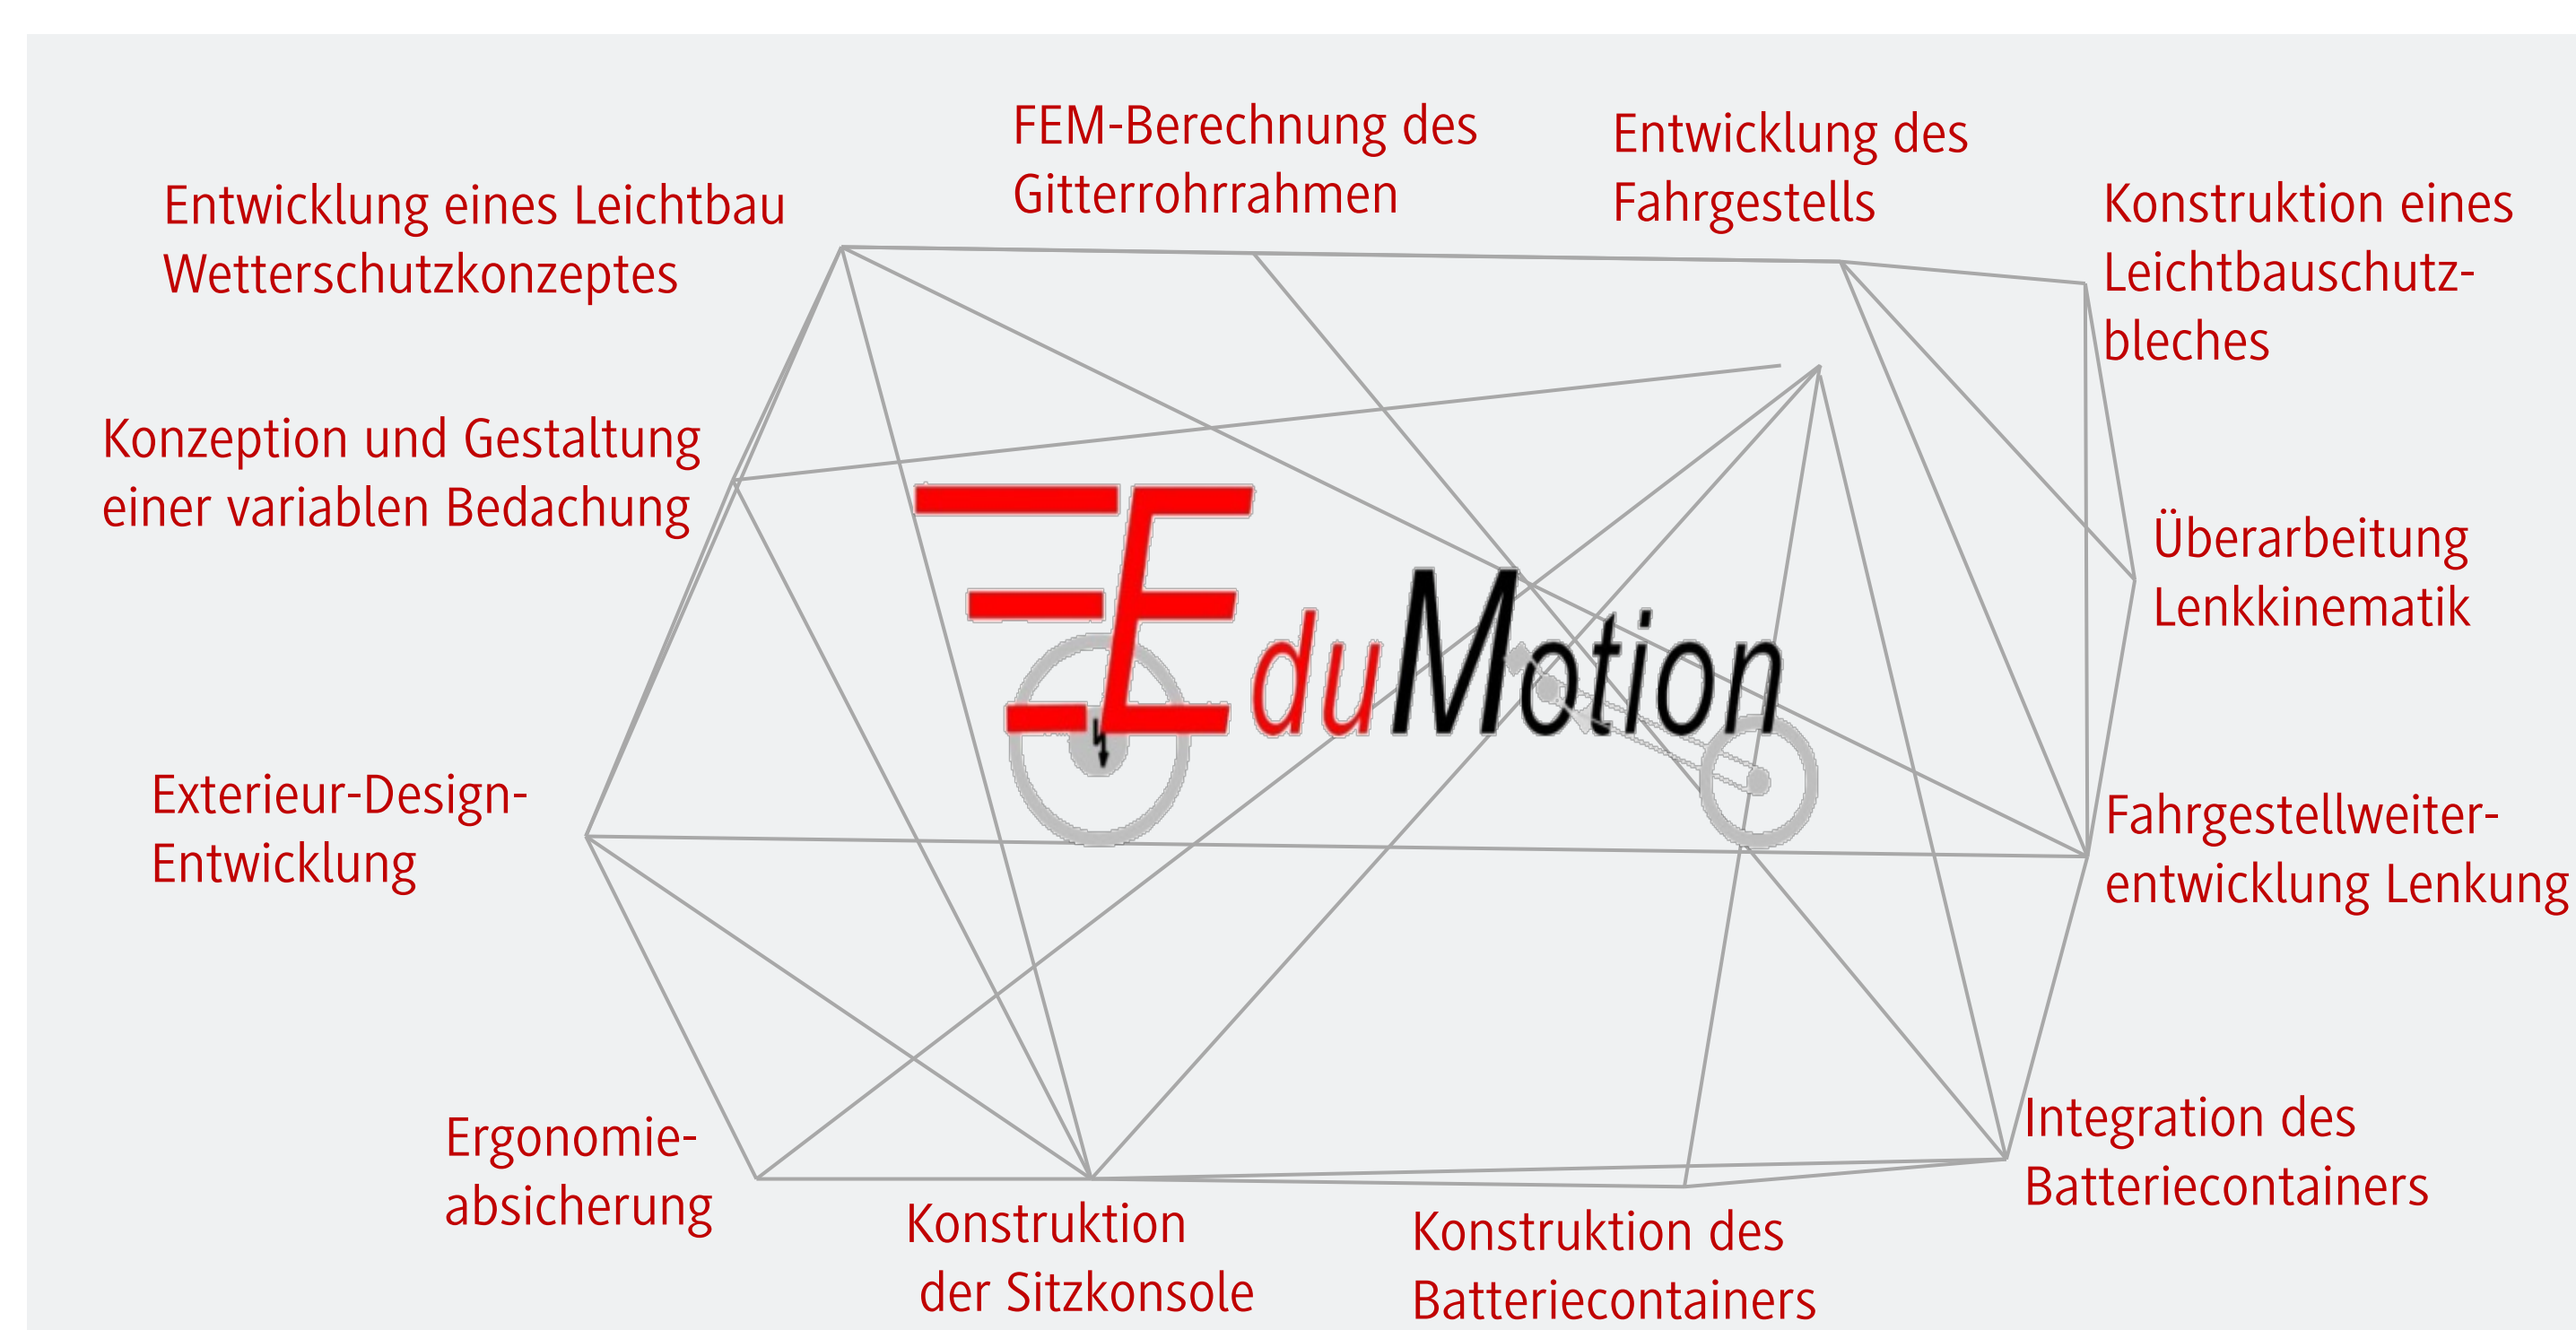 FEM-Berechnung des
Gitterrohrrahmen
Entwicklung des
Fahrgestells
Entwicklung eines Leichtbau
Wetterschutzkonzeptes
Konstruktion eines
Leichtbauschutz-
bleches
Konzeption und Gestaltung
einer variablen Bedachung
Überarbeitung
Lenkkinematik
EduMotion
Exterieur-Design-
Entwicklung
Fahrgestellweiter-
entwicklung Lenkung
Ergonomie-
absicherung
Integration des
Batteriecontainers
Konstruktion
der Sitzkonsole
Konstruktion des
Batteriecontainers